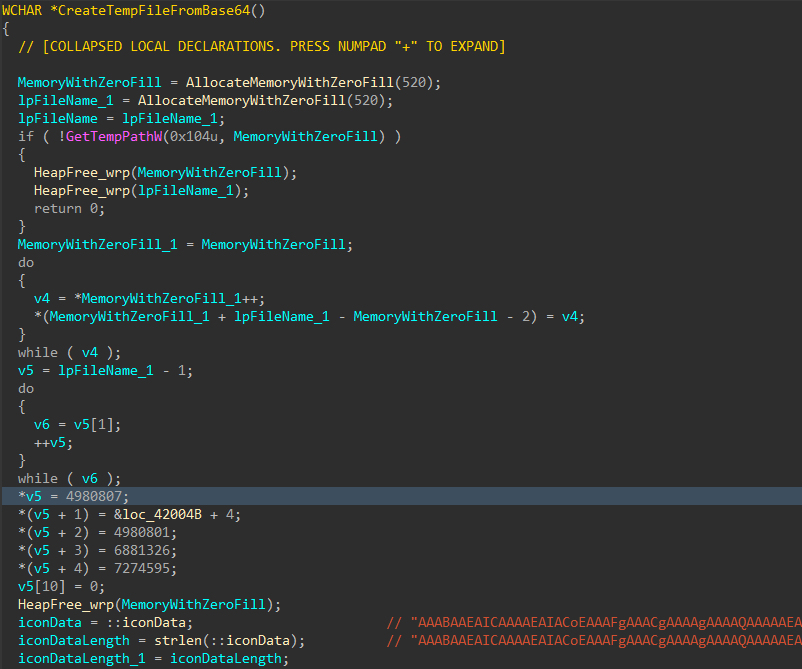 WCHAR *CreateTempFileFromBase64()
{
// [COLLAPSED LOCAL DECLARATIONS. PRESS NUMPAD "+" TO EXPAND]
MemoryWithZeroFill = AllocateMemoryWithZeroFill(520);
lpFileName_1 = AllocateMemoryWithZeroFill(520);
lpFileName = lpFileName_1;
if ( !GetTempPathW(0x104u, MemoryWithZeroFill) )
{
HeapFree_wrp(MemoryWithZeroFill);
HeapFree_wrp(lpFileName_1);
return 0;
}
MemoryWithZeroFill_1 = MemoryWithZeroFill;
do
{
v4 = *MemoryWithZeroFill_1++;
*(MemoryWithZeroFill_1 + lpFileName_1 - MemoryWithZeroFill - 2) = v4;
}
while ( v4 );
v5 = lpFileName_1 - 1;
do
{
v6 = v5[1];
++v5;
}
while ( v6 );
*v5 = 4980807;
*(v5 + 1) = &loc_42004B + 4;
*(v5 + 2) = 4980801;
*(v5 + 3) = 6881326;
*(v5 + 4) = 7274595;
v5[10] = 0;
HeapFree_wrp(MemoryWithZeroFill);
iconData = ::iconData; // "AAABAAEAICAAAAEAIACoEAAAFgAAACgAAAAgAAAAQAAAAAEA
iconDataLength = strlen(::iconData); // "AAABAAEAICAAAAEAIACoEAAAFgAAACgAAAAgAAAAQAAAAAEA
iconDataLength_1 = iconDataLength;